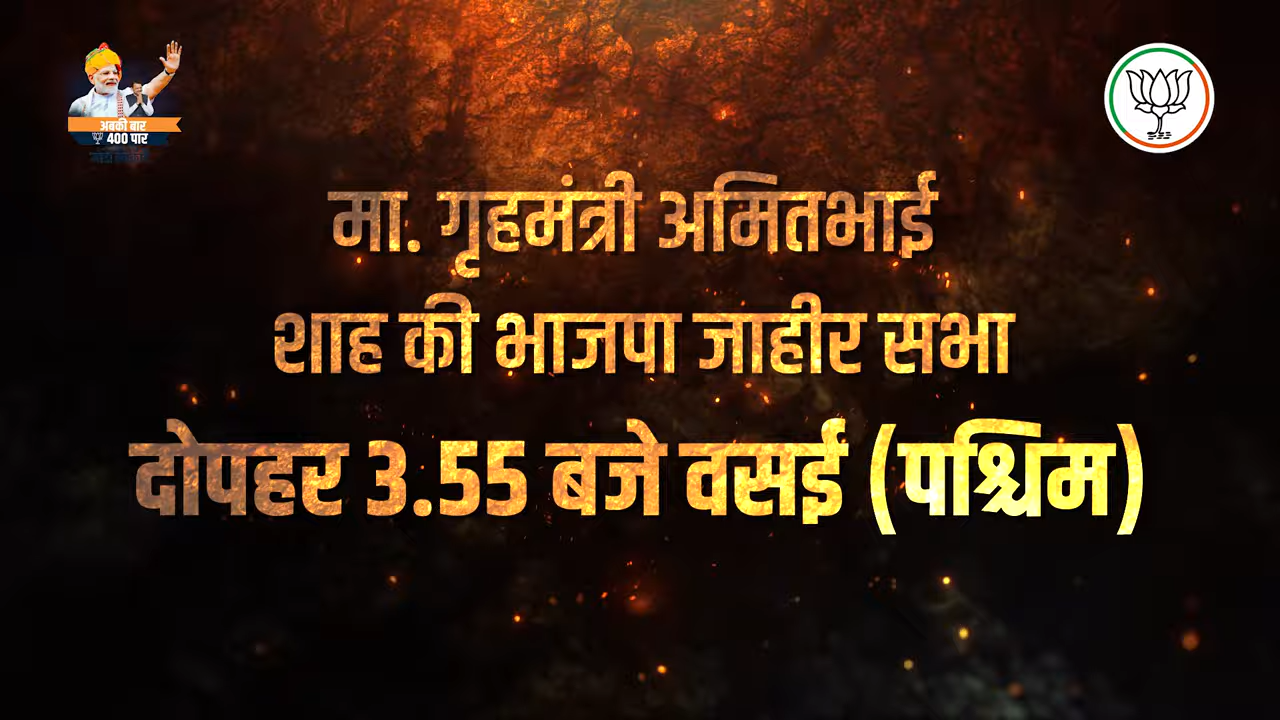 अबकी बार
400 पार
मा. गृहमंत्री अमितभाई
शाह की भाजपा जाहीर सभा
दोपहर 3.55 बजे वसई (पश्चिम)